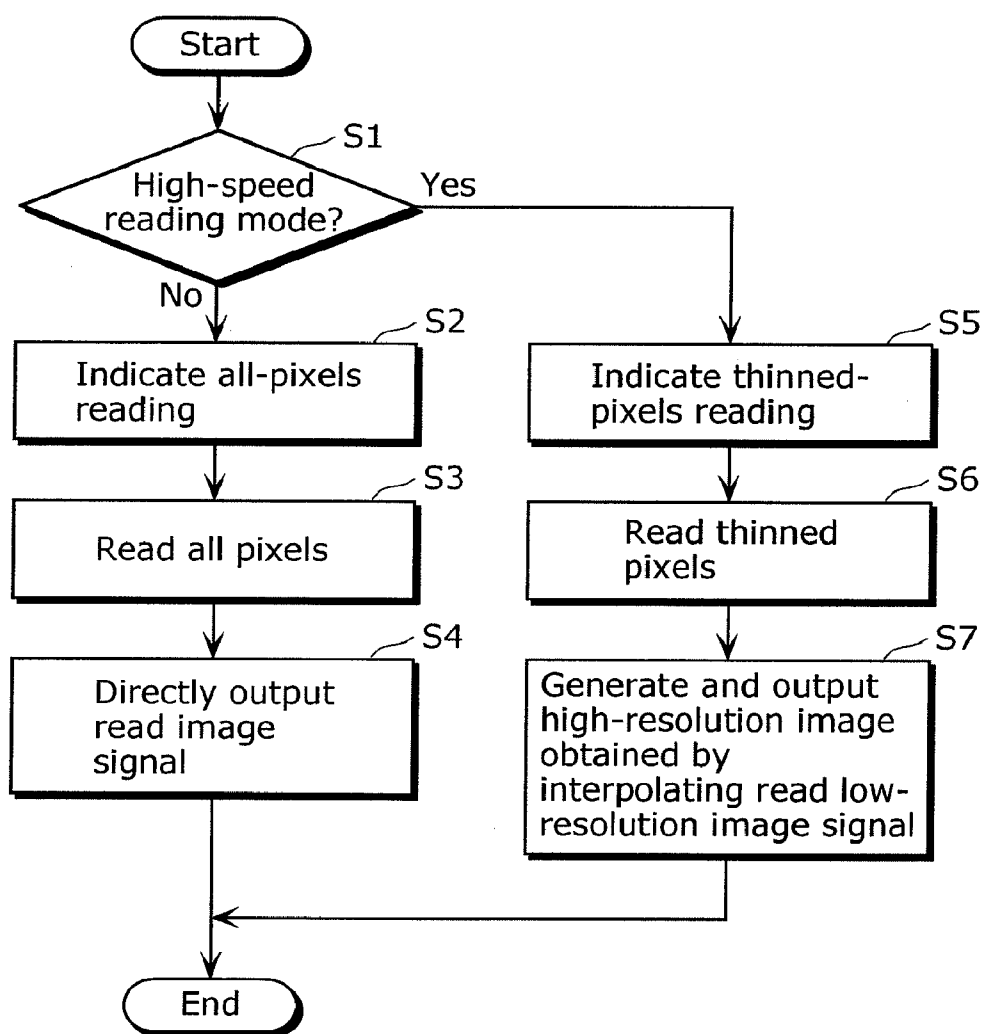 Start
S1
High-speed
reading mode?
Yes
No
S2
Indicate all-pixels
reading
S3
Read all pixels
S4
Directly output
read image
signal
S5
Indicate thinned-
pixels reading
S6
Read thinned
pixels
S7
Generate and output
high-resolution image
obtained by
interpolating read low-
resolution image signal
End